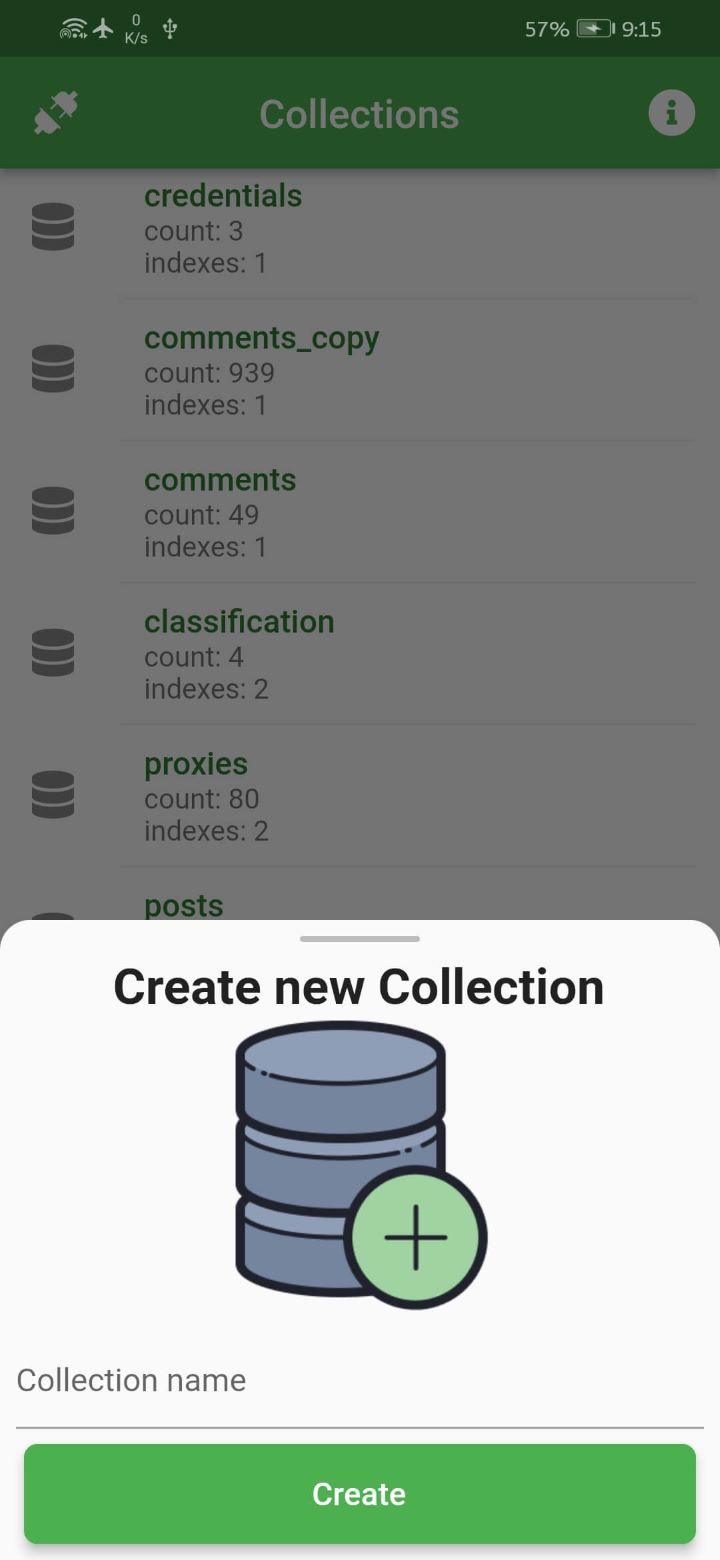 0
K/s
57% 9:15
Collections
credentials
count: 3
indexes: 1
comments_copy
count: 939
indexes: 1
comments
count: 49
indexes: 1
classification
count: 4
indexes: 2
proxies
count: 80
indexes: 2
posts
Create new Collection
Collection name
Create